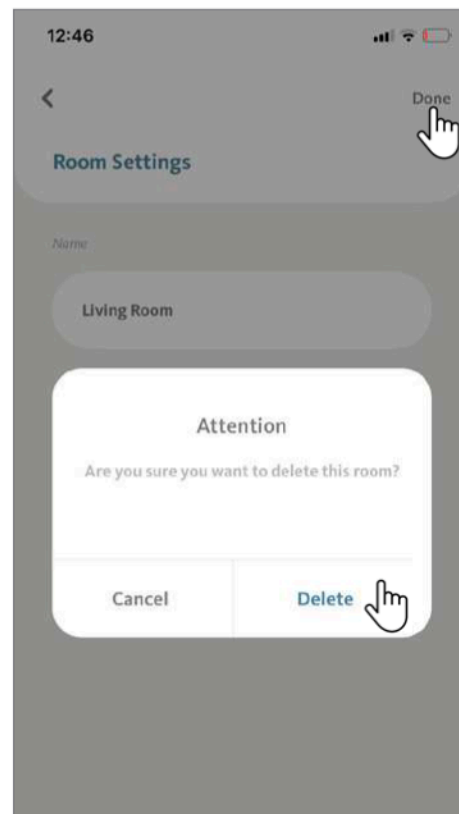 12:46
Done
Room Settings
Name
Living Room
Attention
Are you sure you want to delete this room?
Cancel
Delete